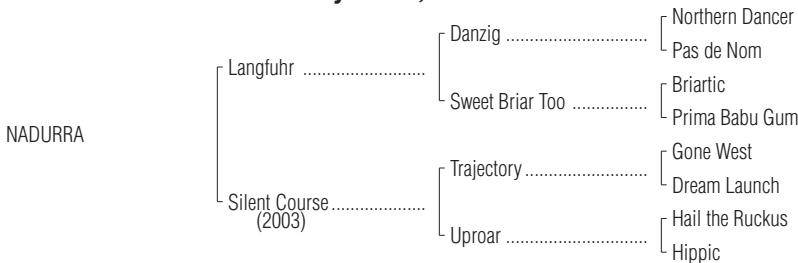 Northern Dancer
Danzig ................................
Pas de Nom
Langfuhr ...........................
Briartic
Sweet Briar Too .................
Prima Babu Gum
NADURRA
Gone West
Trajectory ............................
Dream Launch
Silent Course .....................
(2003)
Hail the Ruckus
Uproar ................................
Hippic